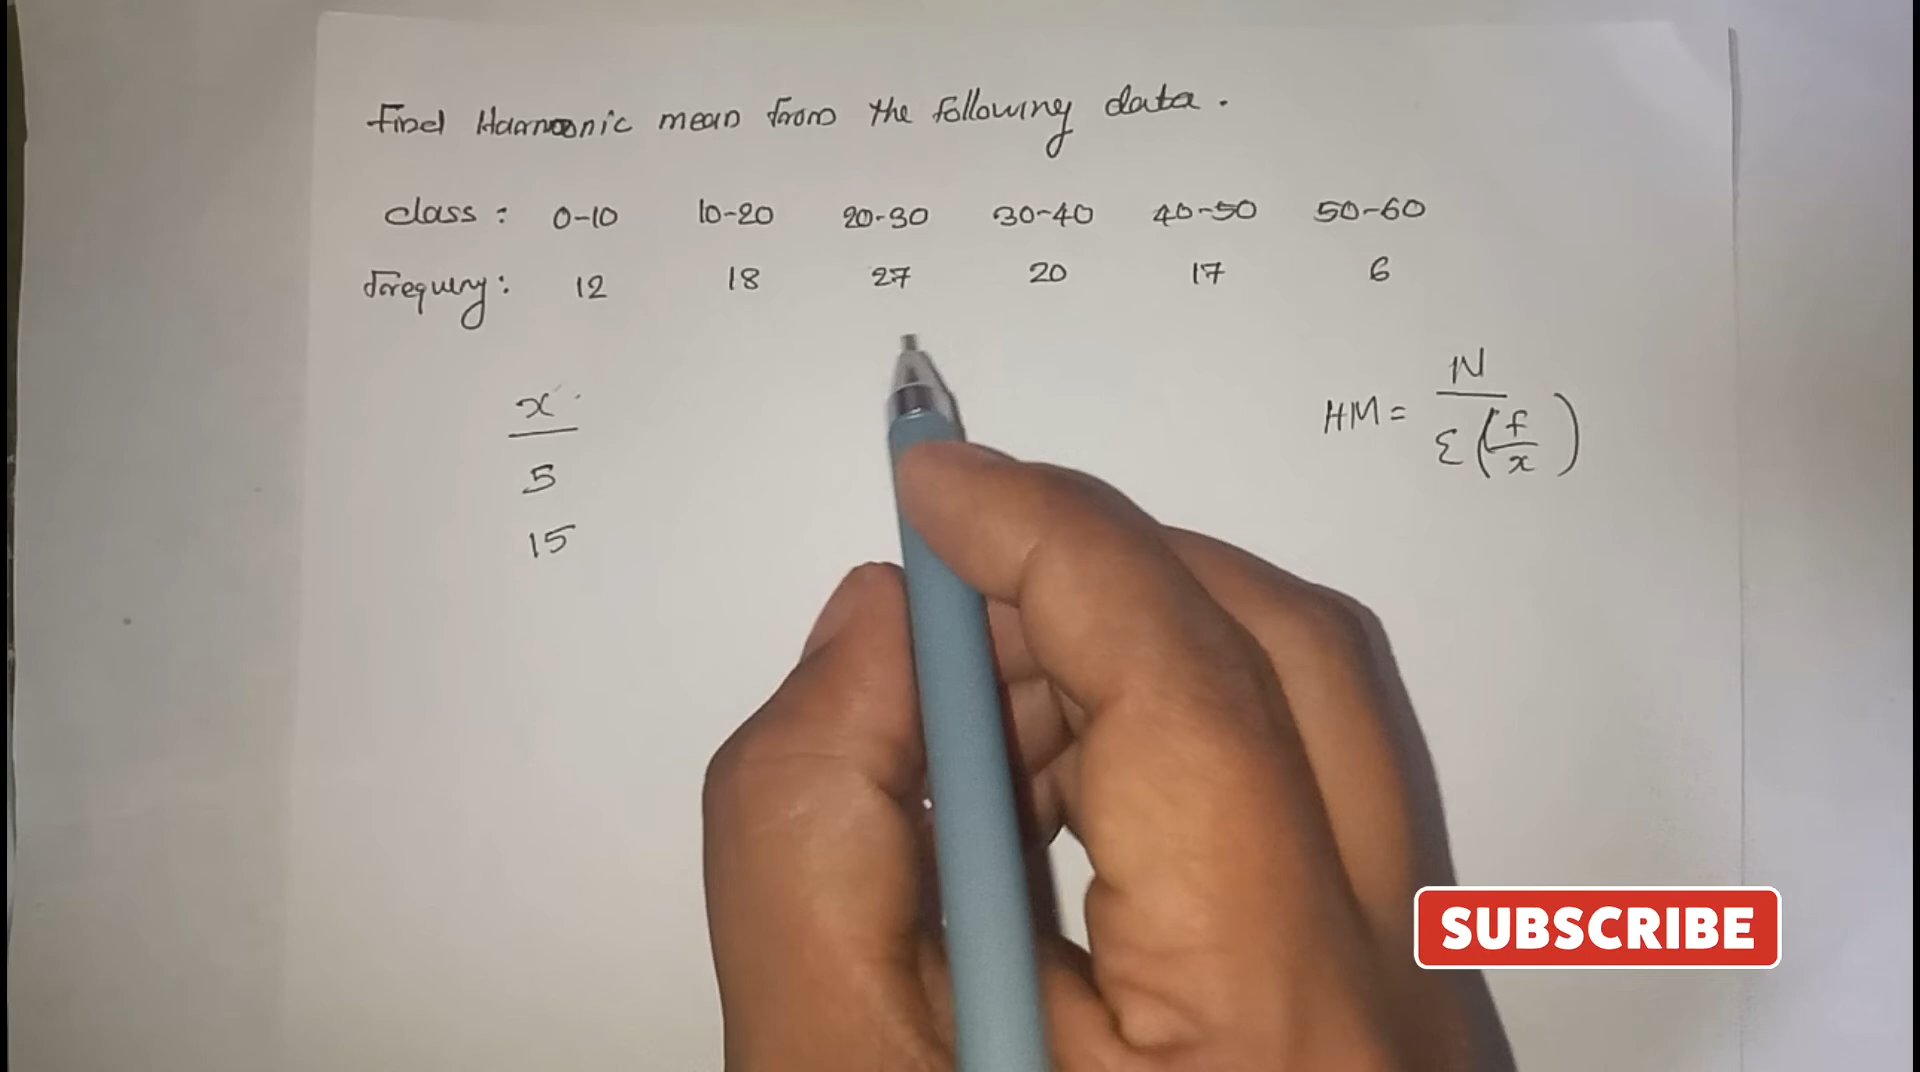 Find Harmonic mean from the following data.
class : 0-10 10-20 20-30 30-40 40-50 50-60
frequency : 12 18 27 20 17 6
x
5
15
HM = N / Σ (f/x)
SUBSCRIBE